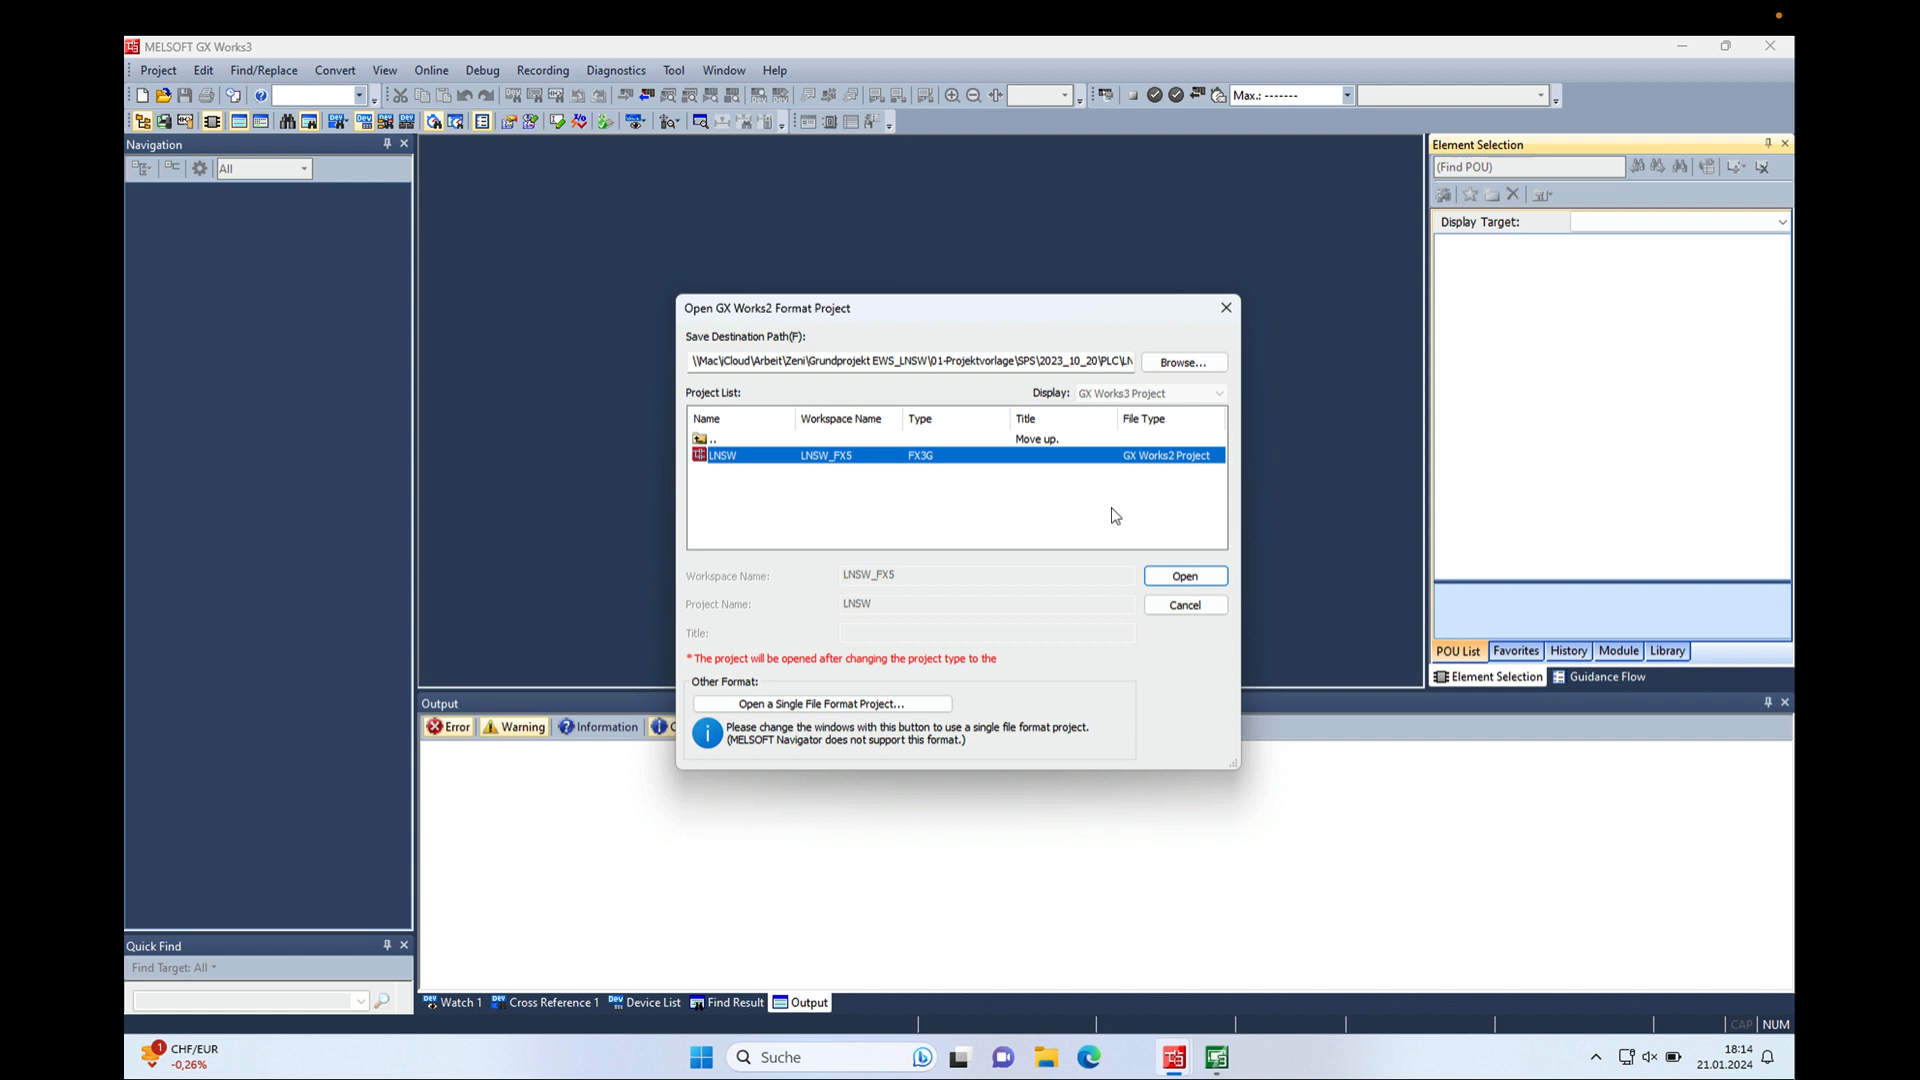 MELSOFT GX Works3
Project Edit Find/Replace Convert View Online Debug Recording Diagnostics Tool Window Help
Max.: -------
Navigation
All
Element Selection
(Find POU)
Display Target:
Open GX Works2 Format Project
Save Destination Path(F):
\\Mac\iCloud\Arbeit\Zeni\Grundprojekt EWS_LNSW\01-Projektvorlage\SPS\2023_10_20\PLC\LN
Browse...
Project List:
Display: GX Works3 Project
Name Workspace Name Type Title File Type
.. Move up.
LNSW LNSW_FX5 FX3G GX Works2 Project
Workspace Name: LNSW_FX5
Open
Project Name: LNSW
Cancel
Title:
* The project will be opened after changing the project type to the
Other Format:
Open a Single File Format Project...
Please change the windows with this button to use a single file format project.
(MELSOFT Navigator does not support this format.)
POU List Favorites History Module Library
Element Selection Guidance Flow
Output
Error Warning Information
Quick Find
Find Target: All
Watch 1 Cross Reference 1 Device List Find Result Output
CAP NUM
1 CHF/EUR
-0,26%
Suche
18:14
21.01.2024